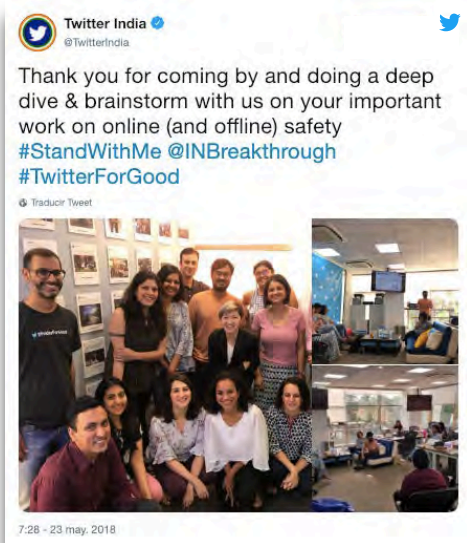 Twitter India
@TwitterIndia
Thank you for coming by and doing a deep
dive & brainstorm with us on your important
work on online (and offline) safety
#StandWithMe @INBreakthrough
#TwitterForGood
Traducir Tweet
7:28 - 23 may. 2018